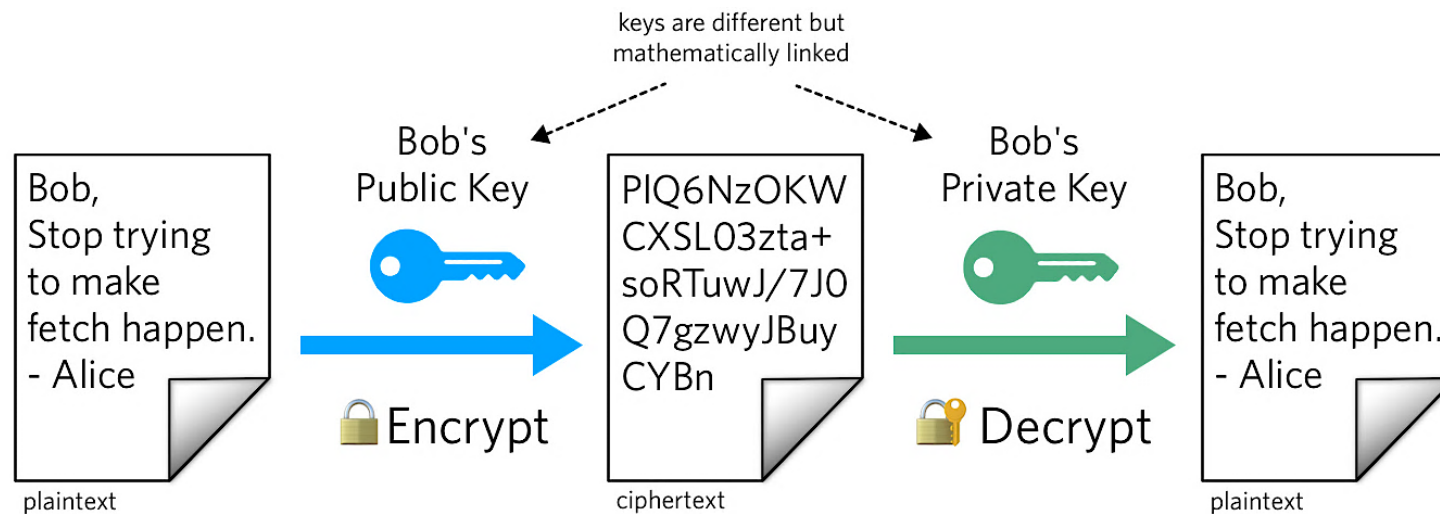 keys are different but
mathematically linked
Bob,
Stop trying
to make
fetch happen.
- Alice
plaintext
Bob's
Public Key
Encrypt
PlQ6NzOKW
CXSL03zta+
soRTuwJ/7J0
Q7gzwyJBuy
CYBn
ciphertext
Bob's
Private Key
Decrypt
Bob,
Stop trying
to make
fetch happen.
- Alice
plaintext